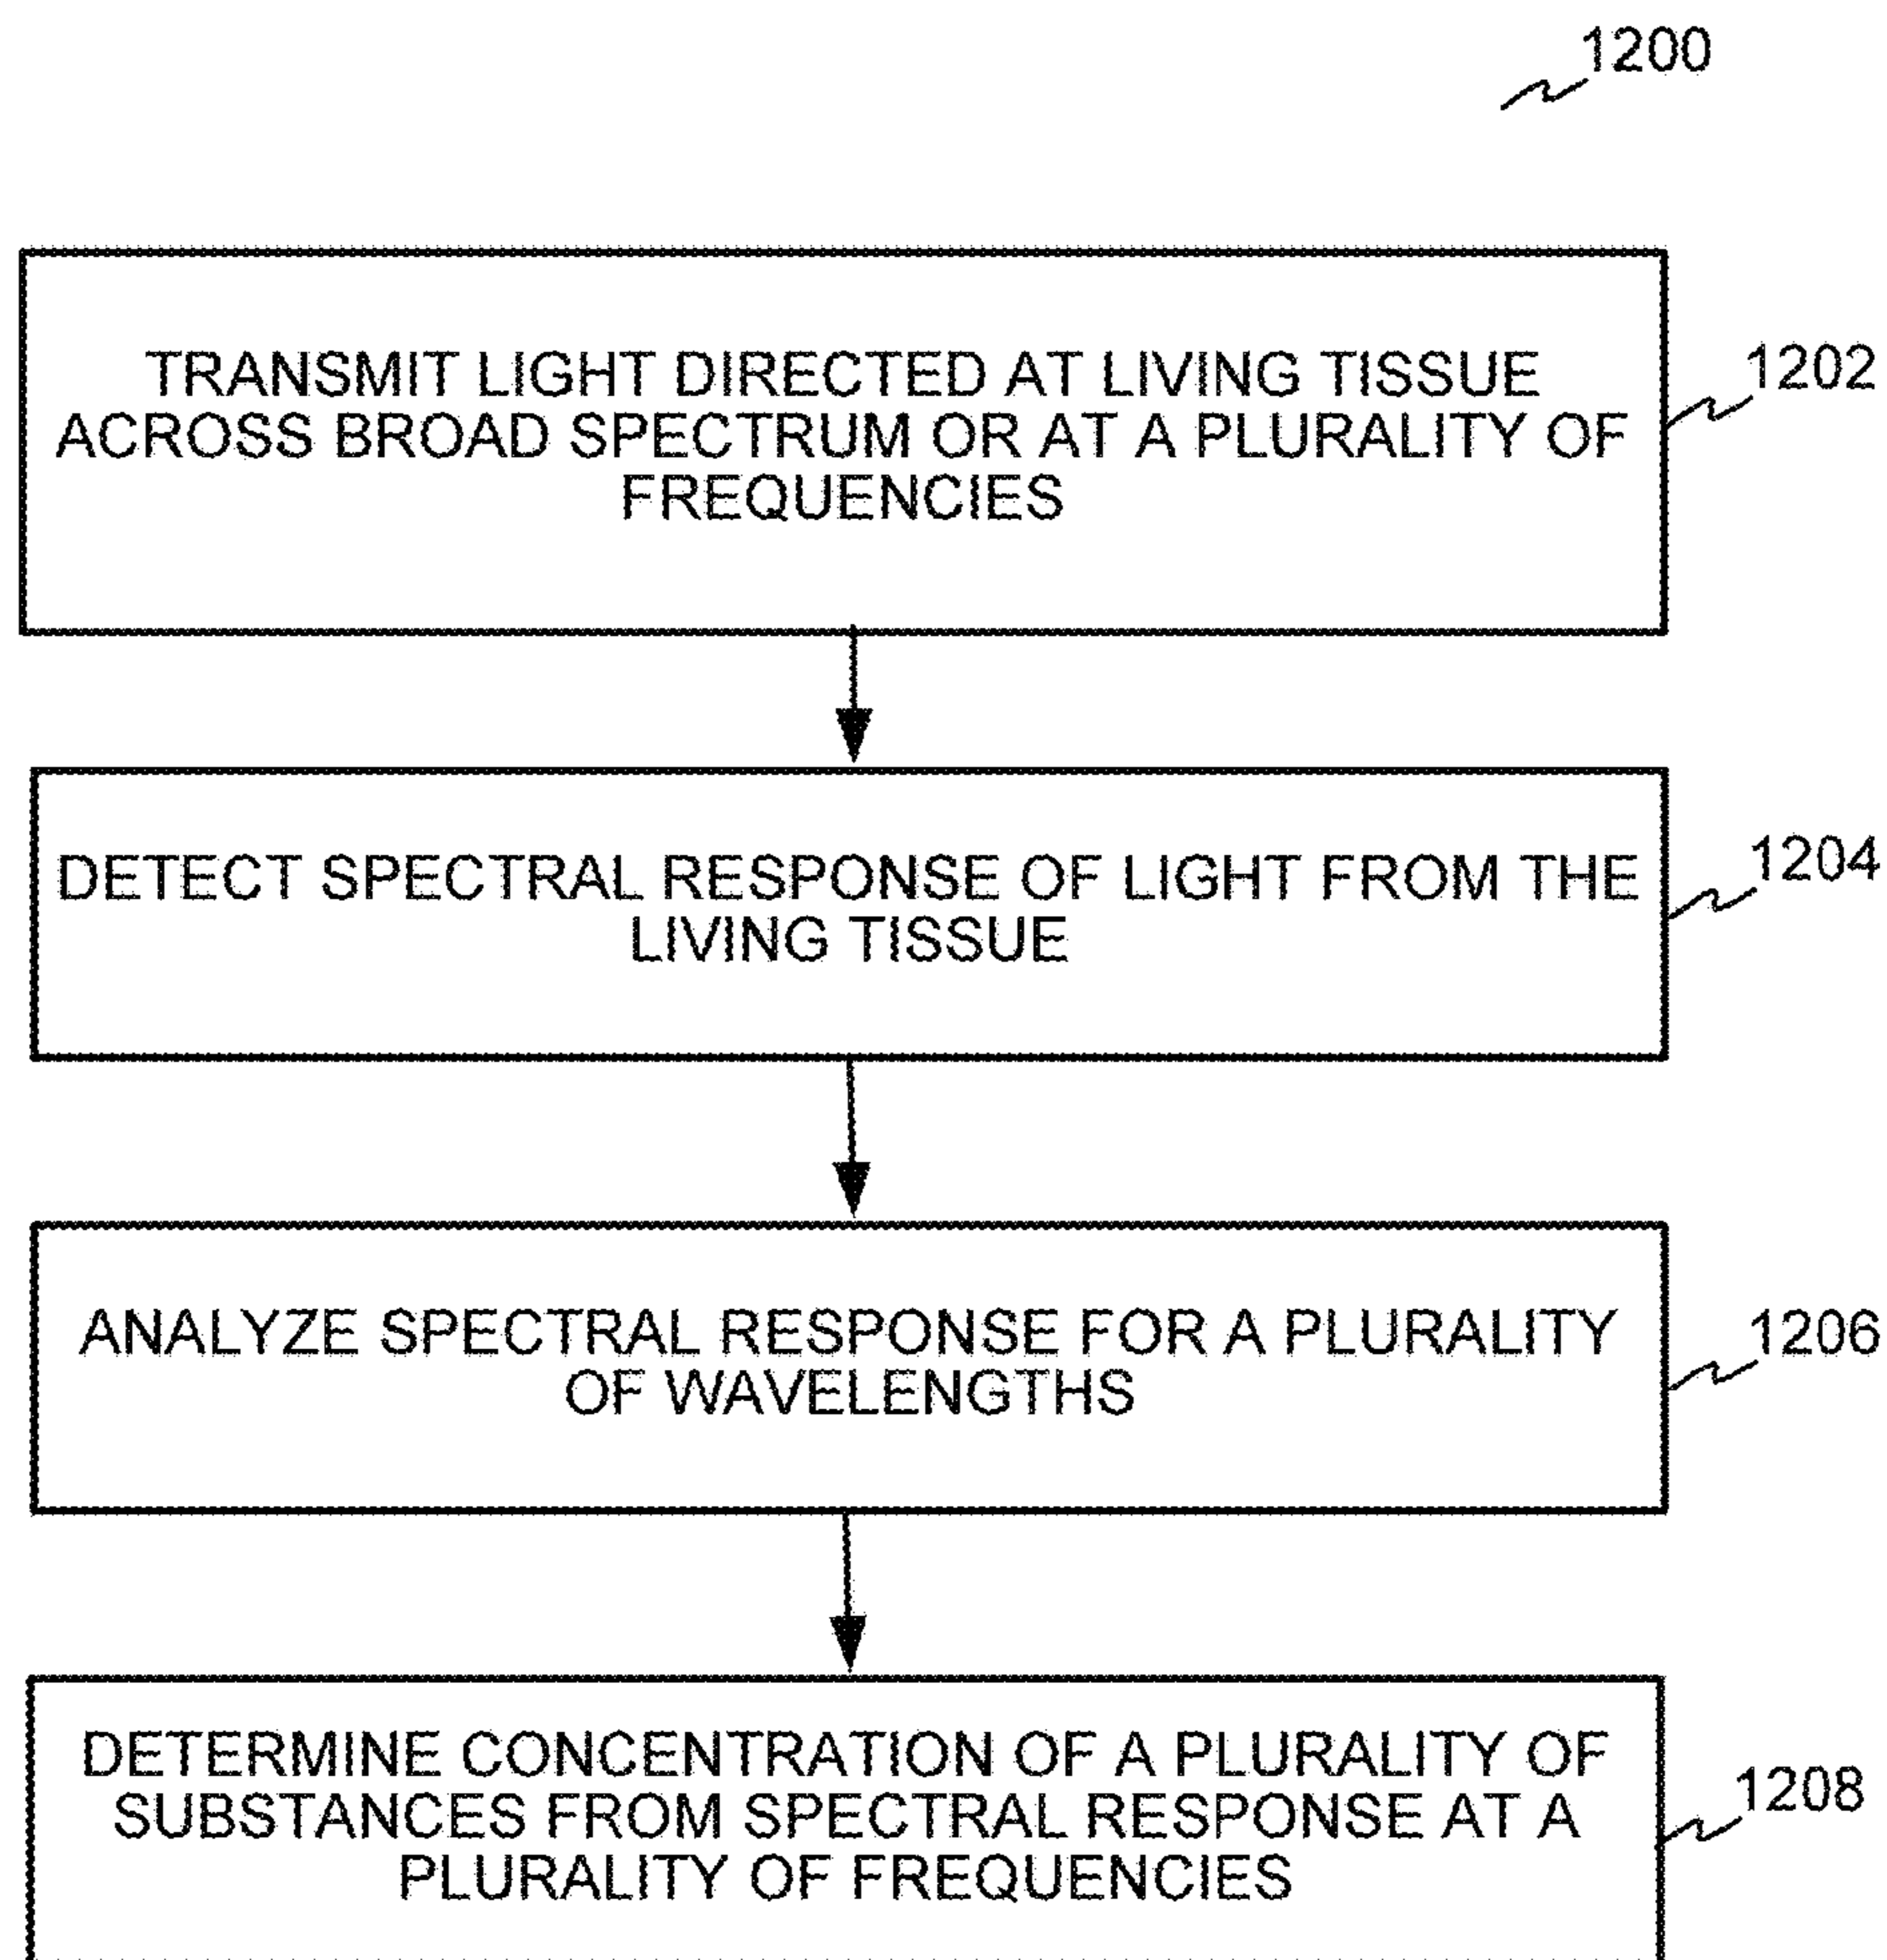 1200
TRANSMIT LIGHT DIRECTED AT LIVING TISSUE
ACROSS BROAD SPECTRUM OR AT A PLURALITY OF
FREQUENCIES
1202
DETECT SPECTRAL RESPONSE OF LIGHT FROM THE
LIVING TISSUE
1204
ANALYZE SPECTRAL RESPONSE FOR A PLURALITY
OF WAVELENGTHS
1206
DETERMINE CONCENTRATION OF A PLURALITY OF
SUBSTANCES FROM SPECTRAL RESPONSE AT A
PLURALITY OF FREQUENCIES
1208